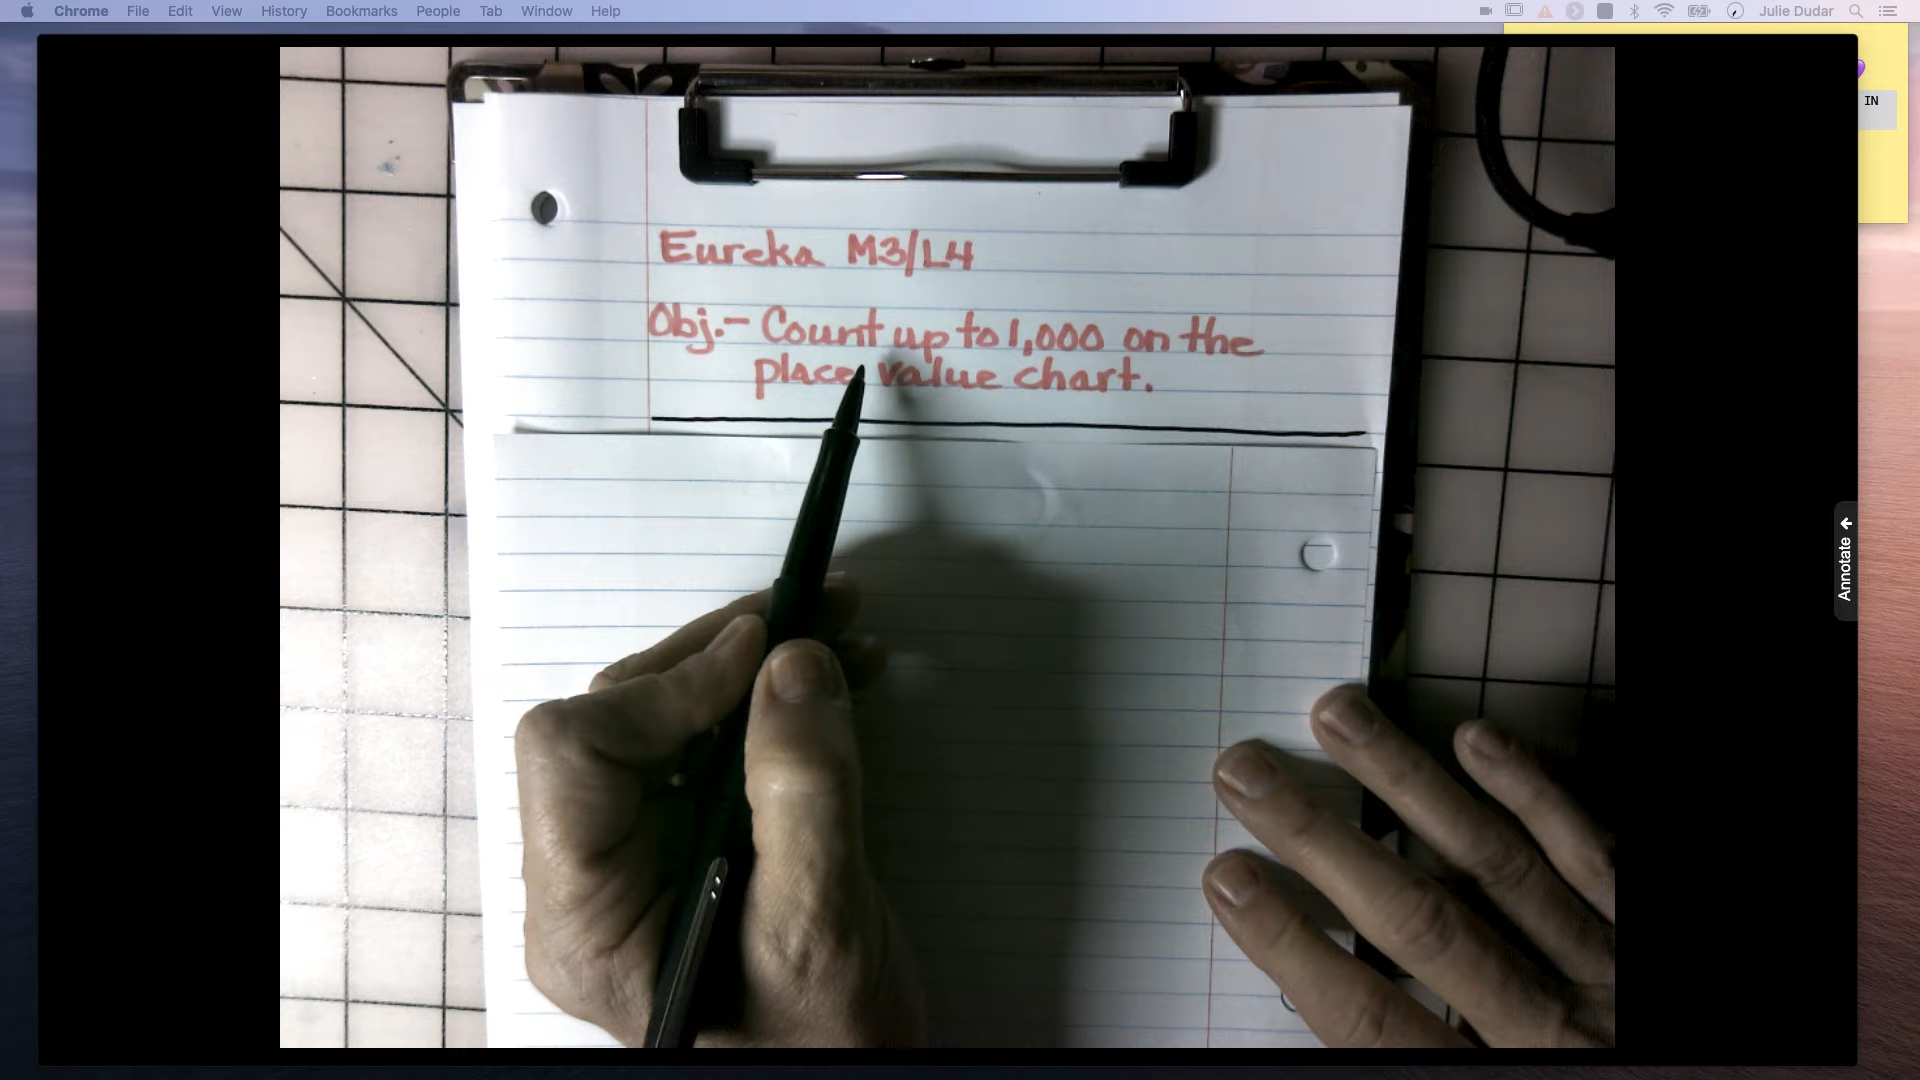 Chrome File Edit View History Bookmarks People Tab Window Help Julie Dudar
IN
Eureka M3/L4
Obj.- Count up to 1,000 on the
place value chart.
Annotate